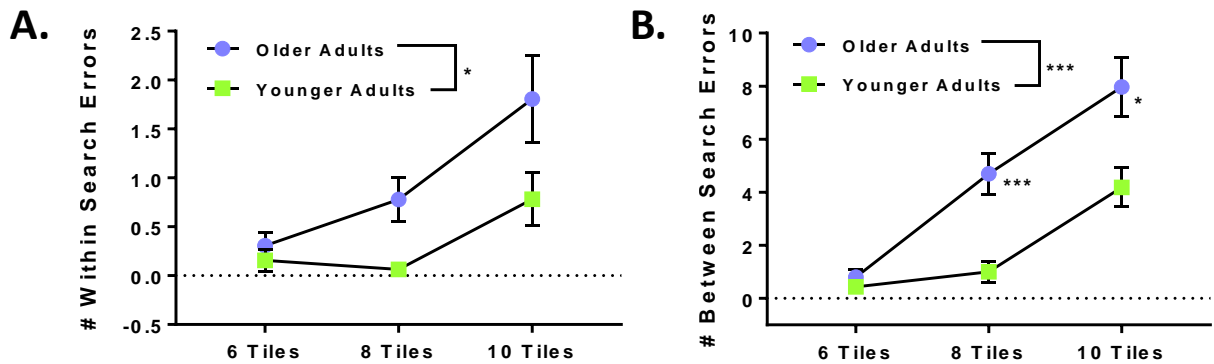 A.
# Within Search Errors
2.5
2.0
1.5
1.0
0.5
0.0
-0.5
Older Adults
Younger Adults
*
6 Tiles
8 Tiles
10 Tiles
B.
# Between Search Errors
10
8
6
4
2
0
Older Adults
Younger Adults
***
*
***
6 Tiles
8 Tiles
10 Tiles